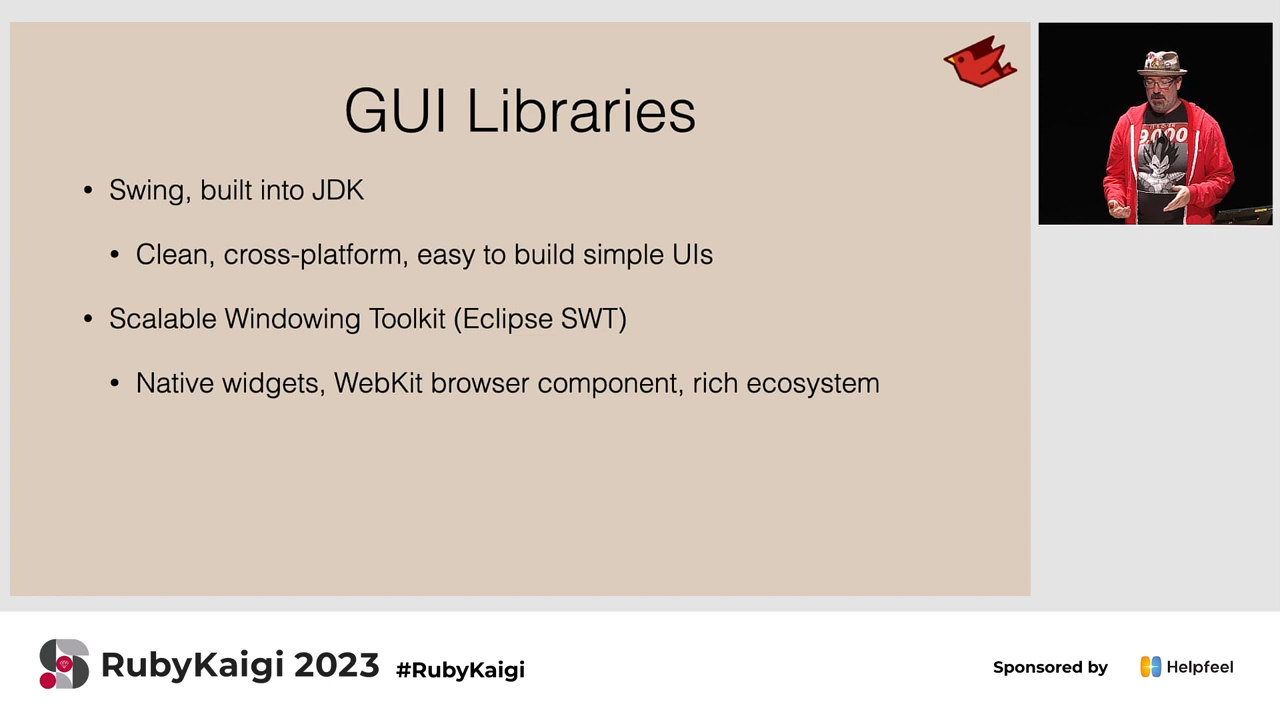 GUI Libraries
• Swing, built into JDK
• Clean, cross-platform, easy to build simple UIs
• Scalable Windowing Toolkit (Eclipse SWT)
• Native widgets, WebKit browser component, rich ecosystem
9000
RubyKaigi 2023 #RubyKaigi
Sponsored by Helpfeel